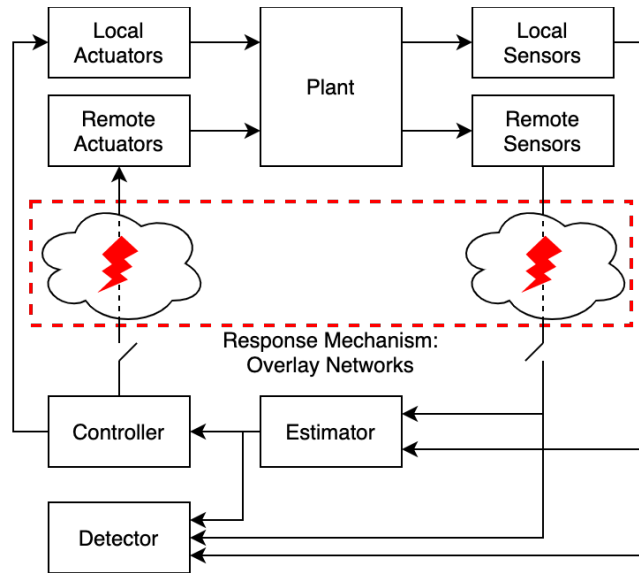 Local
Actuators
Plant
Local
Sensors
Remote
Actuators
Remote
Sensors
Response Mechanism:
Overlay Networks
Controller
Estimator
Detector